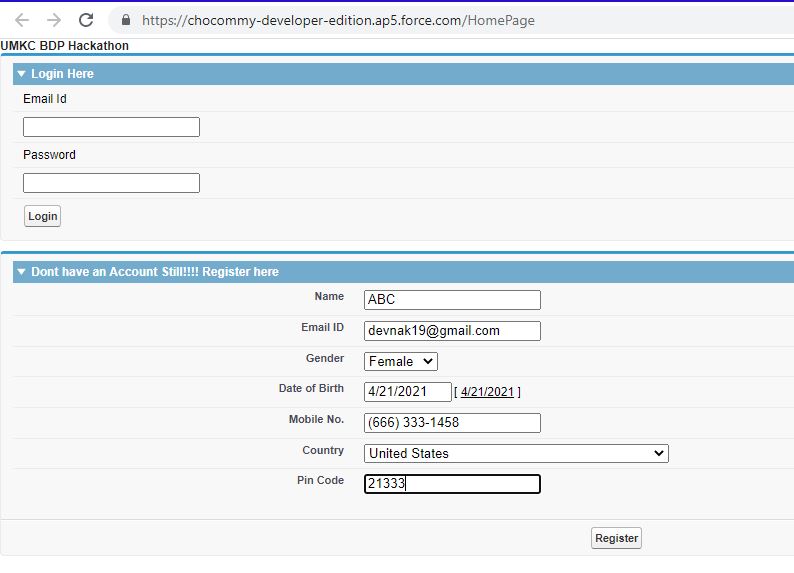 https://chocommy-developer-edition.ap5.force.com/HomePage
UMKC BDP Hackathon
Login Here
Email Id
Password
Login
Dont have an Account Still!!!! Register here
Name ABC
Email ID devnak19@gmail.com
Gender Female
Date of Birth 4/21/2021 [ 4/21/2021 ]
Mobile No. (666) 333-1458
Country United States
Pin Code 21333
Register